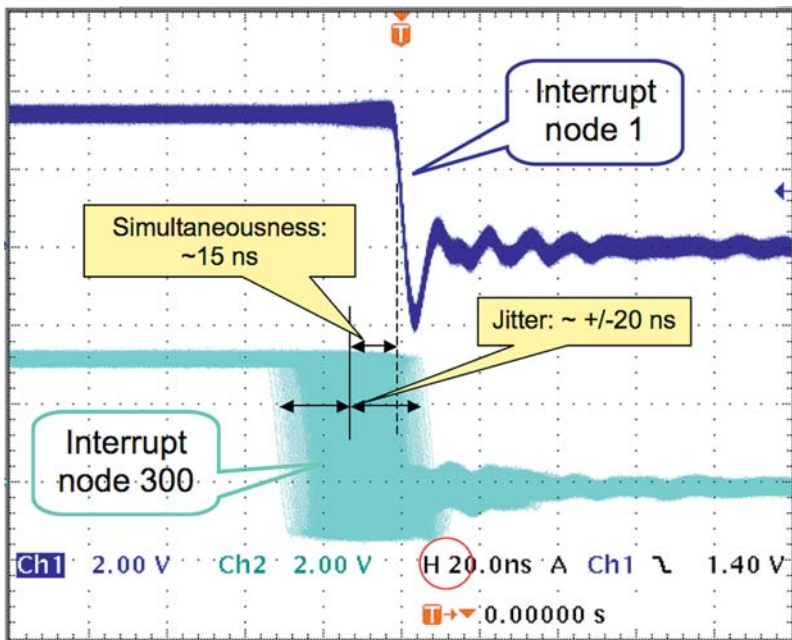 T
Interrupt
node 1
Simultaneousness:
~15 ns
Jitter: ~ +/-20 ns
Interrupt
node 300
Ch1 2.00 V Ch2 2.00 V H 20.0ns A Ch1 1.40 V
T 0.00000 s